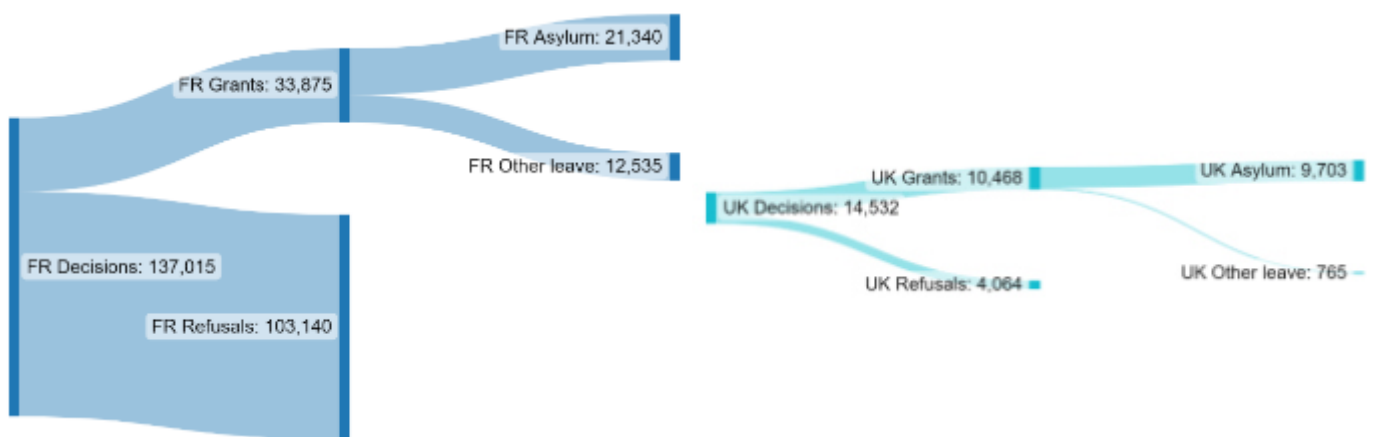 FR Asylum: 21,340
FR Grants: 33,875
FR Other leave: 12,535
FR Decisions: 137,015
FR Refusals: 103,140
UK Asylum: 9,703
UK Grants: 10,468
UK Decisions: 14,532
UK Other leave: 765
UK Refusals: 4,064